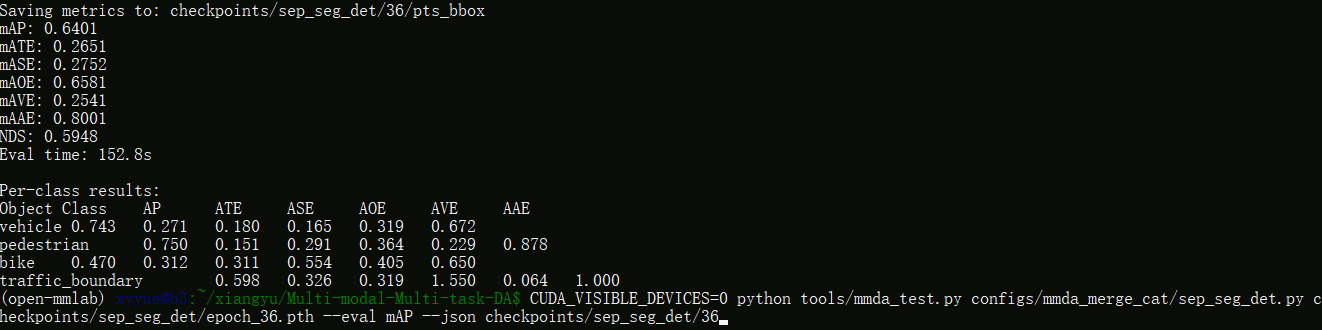 Saving metrics to: checkpoints/sep_seg_det/36/pts_bbox
mAP: 0.6401
mATE: 0.2651
mASE: 0.2752
mAOE: 0.6581
mAVE: 0.2541
mAAE: 0.8001
NDS: 0.5948
Eval time: 152.8s
Per-class results:
Object Class AP ATE ASE AOE AVE AAE
vehicle 0.743 0.271 0.180 0.165 0.319 0.672
pedestrian 0.750 0.151 0.291 0.364 0.229 0.878
bike 0.470 0.312 0.311 0.554 0.405 0.650
traffic_boundary 0.598 0.326 0.319 1.550 0.064 1.000
(open-mmlab) xyyue@b3:~/xiangyu/Multi-modal-Multi-task-DA$ CUDA_VISIBLE_DEVICES=0 python tools/mmda_test.py configs/mmda_merge_cat/sep_seg_det.py c
heckpoints/sep_seg_det/epoch_36.pth --eval mAP --json checkpoints/sep_seg_det/36